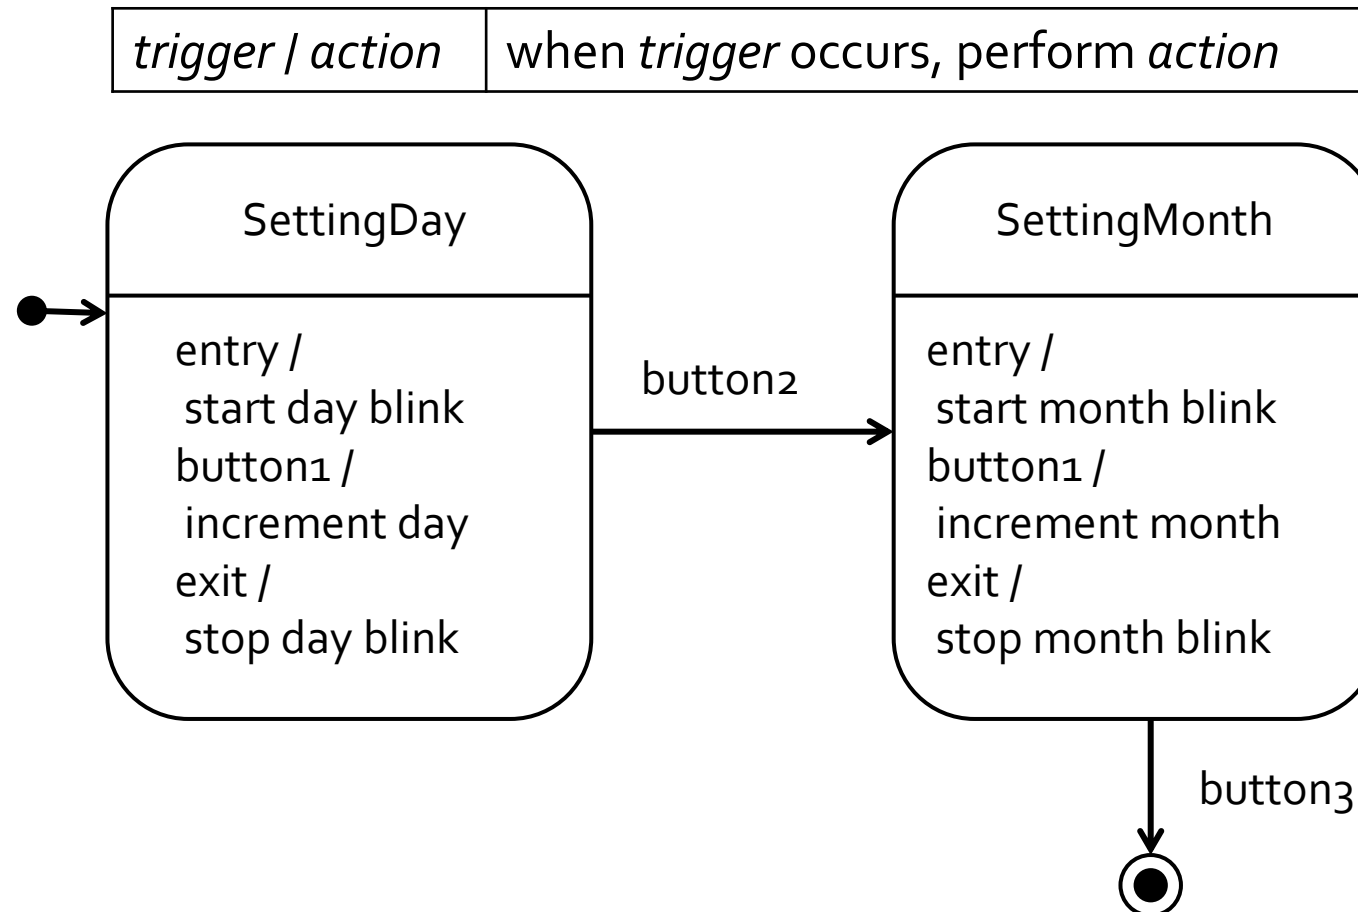 trigger / action
when trigger occurs, perform action
SettingDay
entry /
start day blink
button1 /
increment day
exit /
stop day blink
button2
SettingMonth
entry /
start month blink
button1 /
increment month
exit /
stop month blink
button3